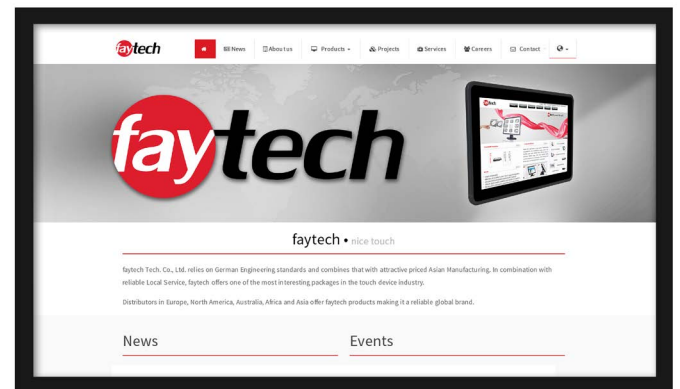 faytech
News
About us
Products
Projects
Services
Careers
Contact
faytech
faytech • nice touch
faytech Tech. Co., Ltd. relies on German Engineering standards and combines that with attractive priced Asian Manufacturing. In combination with
reliable Local Service, faytech offers one of the most interesting packages in the touch device industry.
Distributors in Europe, North America, Australia, Africa and Asia offer faytech products making it a reliable global brand.
News
Events